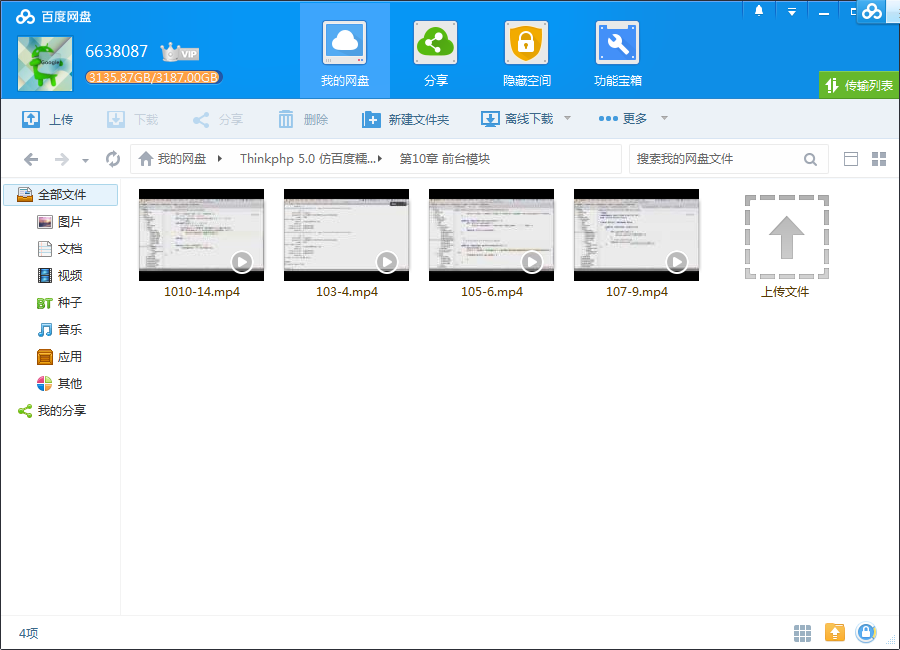 百度网盘
6638087
VIP
3135.87GB/3187.00GB
Google
我的网盘
分享
隐藏空间
功能宝箱
传输列表
上传
下载
分享
删除
新建文件夹
离线下载
更多
我的网盘 Thinkphp 5.0 仿百度糯... 第10章 前台模块
搜索我的网盘文件
全部文件
图片
文档
视频
BT 种子
音乐
应用
其他
我的分享
1010-14.mp4
103-4.mp4
105-6.mp4
107-9.mp4
上传文件
4项